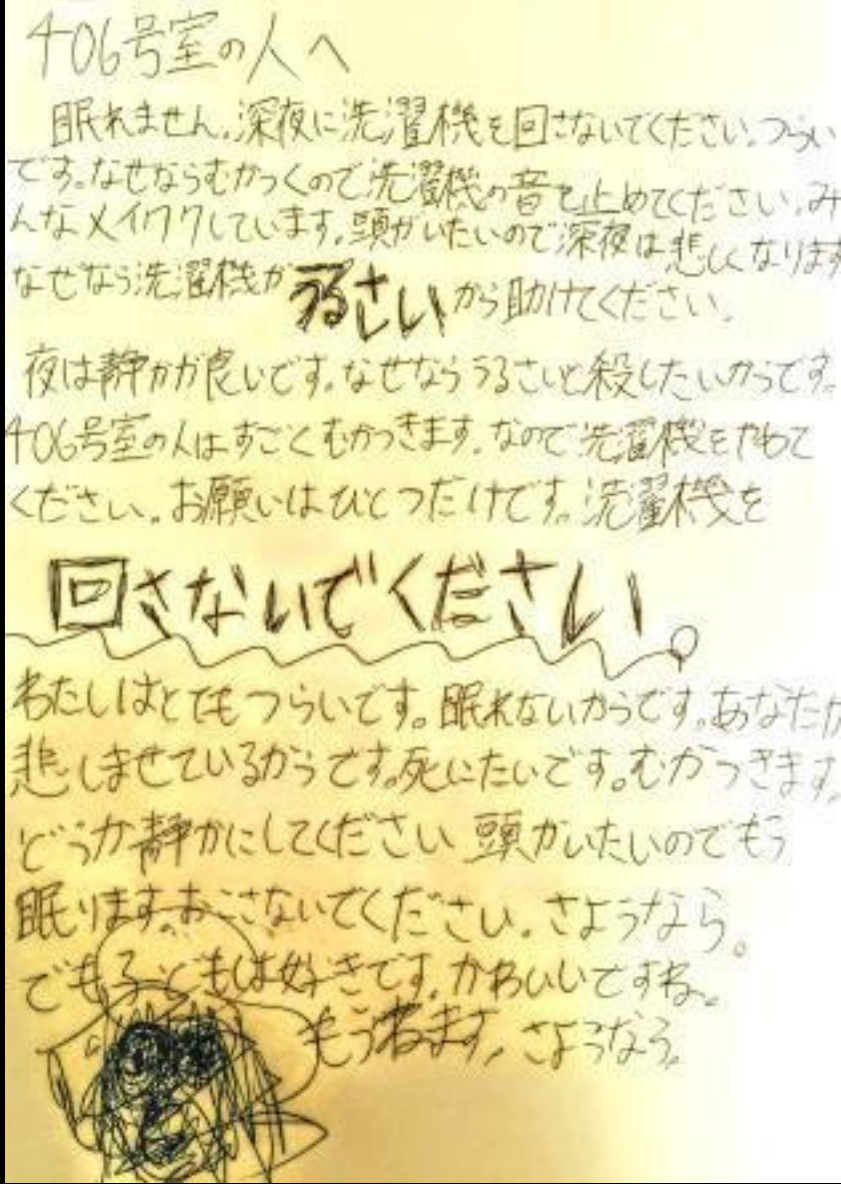 406号室の人へ
眠れません。深夜に洗濯機を回さないでください。つらい
です。なぜならむかつくので洗濯機の音を止めてください。み
んなメイワクしています。頭がいたいので深夜は悲しくなります
なぜなら洗濯機がうるさいから助けてください。
夜は静かが良いです。なぜならうるさいと殺したいからです。
406号室の人はすごくむかつきます。なので洗濯機をやめて
ください。お願いはひとつだけです。洗濯機を
回さないでください。
わたしはとてもつらいです。眠れないからです。あなたが
悲しませているからです。死にたいです。むかつきます。
どうか静かにしてください 頭がいたいのでもう
眠ります。おこさないでください。さようなら。
でも子どもは好きです。かわいいですね。
もうねます。さようなら。